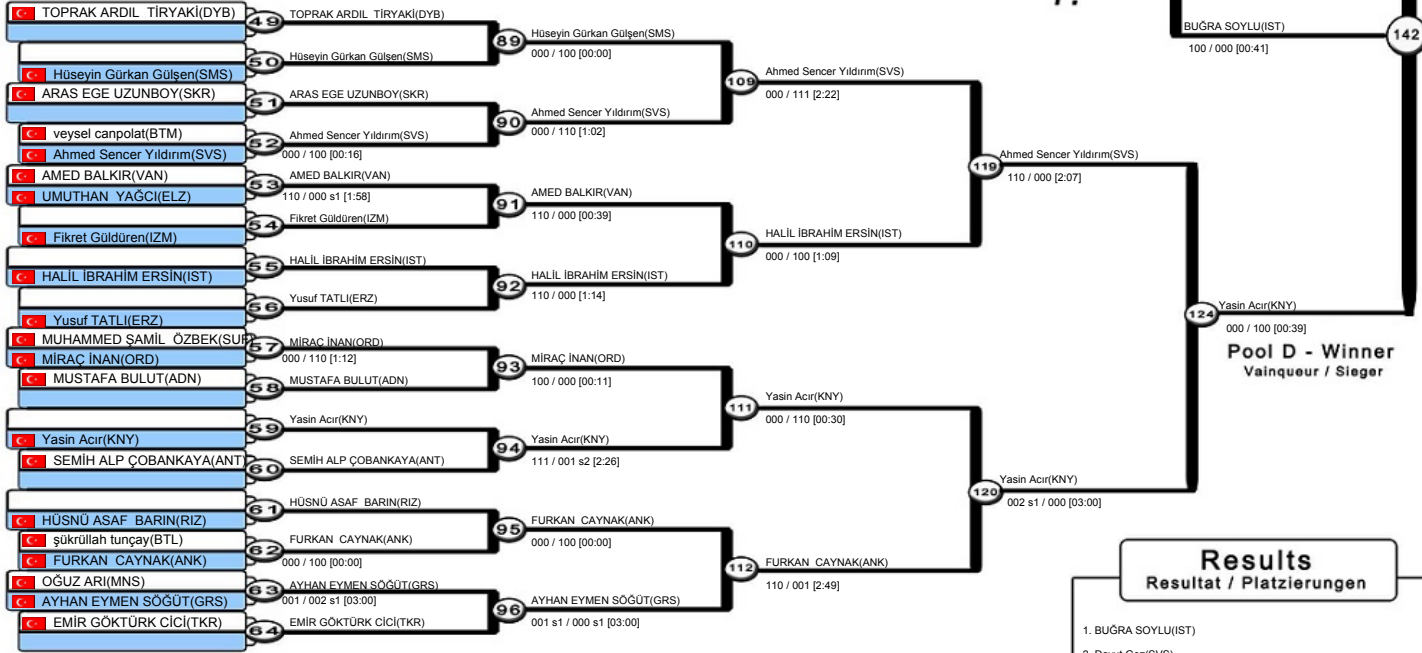 TOPRAK ARDIL TİRYAKİ(DYB)
49
TOPRAK ARDIL TİRYAKİ(DYB)
50
Hüseyin Gürkan Gülşen(SMS)
Hüseyin Gürkan Gülşen(SMS)
89
Hüseyin Gürkan Gülşen(SMS)
000 / 100 [00:00]
ARAS EGE UZUNBOY(SKR)
51
ARAS EGE UZUNBOY(SKR)
veysel canpolat(BTM)
Ahmed Sencer Yıldırım(SVS)
52
Ahmed Sencer Yıldırım(SVS)
000 / 100 [00:16]
90
Ahmed Sencer Yıldırım(SVS)
000 / 110 [1:02]
109
Ahmed Sencer Yıldırım(SVS)
000 / 111 [2:22]
AMED BALKIR(VAN)
UMUTHAN YAĞCI(ELZ)
53
AMED BALKIR(VAN)
110 / 000 s1 [1:58]
54
Fikret Güldüren(IZM)
Fikret Güldüren(IZM)
91
AMED BALKIR(VAN)
110 / 000 [00:39]
HALİL İBRAHİM ERSİN(IST)
55
HALİL İBRAHİM ERSİN(IST)
56
Yusuf TATLI(ERZ)
Yusuf TATLI(ERZ)
92
HALİL İBRAHİM ERSİN(IST)
110 / 000 [1:14]
110
HALİL İBRAHİM ERSİN(IST)
000 / 100 [1:09]
119
Ahmed Sencer Yıldırım(SVS)
110 / 000 [2:07]
MUHAMMED ŞAMİL ÖZBEK(SUP)
MİRAÇ İNAN(ORD)
57
MİRAÇ İNAN(ORD)
000 / 110 [1:12]
MUSTAFA BULUT(ADN)
58
MUSTAFA BULUT(ADN)
93
MİRAÇ İNAN(ORD)
100 / 000 [00:11]
Yasin Acır(KNY)
59
Yasin Acır(KNY)
SEMİH ALP ÇOBANKAYA(ANT)
60
SEMİH ALP ÇOBANKAYA(ANT)
94
Yasin Acır(KNY)
111 / 001 s2 [2:26]
111
Yasin Acır(KNY)
000 / 110 [00:30]
HÜSNÜ ASAF BARIN(RIZ)
61
HÜSNÜ ASAF BARIN(RIZ)
şükrüllah tunçay(BTL)
FURKAN CAYNAK(ANK)
62
FURKAN CAYNAK(ANK)
000 / 100 [00:00]
95
FURKAN CAYNAK(ANK)
000 / 100 [00:00]
OĞUZ ARI(MNS)
AYHAN EYMEN SÖĞÜT(GRS)
63
AYHAN EYMEN SÖĞÜT(GRS)
001 / 002 s1 [03:00]
EMİR GÖKTÜRK CİCİ(TKR)
64
EMİR GÖKTÜRK CİCİ(TKR)
96
AYHAN EYMEN SÖĞÜT(GRS)
001 s1 / 000 s1 [03:00]
112
FURKAN CAYNAK(ANK)
110 / 001 [2:49]
120
Yasin Acır(KNY)
002 s1 / 000 [03:00]
124
Yasin Acır(KNY)
000 / 100 [00:39]
Pool D - Winner
Vainqueur / Sieger
BUĞRA SOYLU(IST)
100 / 000 [00:41]
142
Results
Resultat / Platzierungen
1. BUĞRA SOYLU(IST)